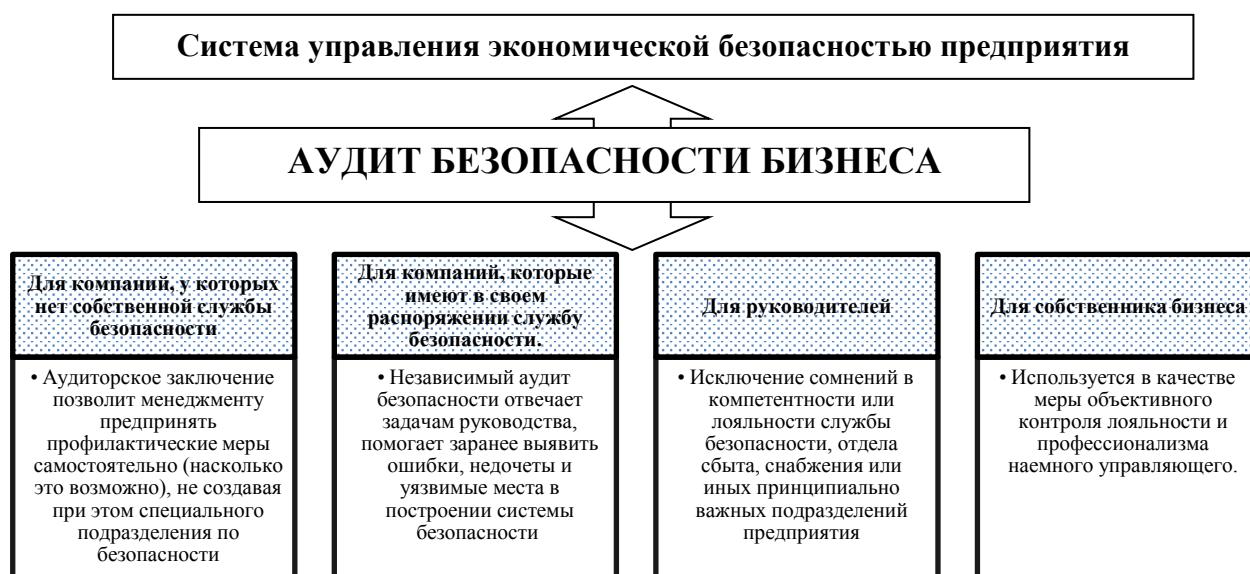 Система управления экономической безопасностью предприятия
АУДИТ БЕЗОПАСНОСТИ БИЗНЕСА
Для компаний, у которых
нет собственной службы
безопасности
• Аудиторское заключение
позволит менеджменту
предпринять
профилактические меры
самостоятельно (насколько
это возможно), не создавая
при этом специального
подразделения по
безопасности
Для компаний, которые
имеют в своем
распоряжении службу
безопасности.
• Независимый аудит
безопасности отвечает
задачам руководства,
помогает заранее выявить
ошибки, недочеты и
уязвимые места в
построении системы
безопасности
Для руководителей
• Исключение сомнений в
компетентности или
лояльности службы
безопасности, отдела
сбыта, снабжения или
иных принципиально
важных подразделений
предприятия
Для собственника бизнеса
• Используется в качестве
меры объективного
контроля лояльности и
профессионализма
наемного управляющего.